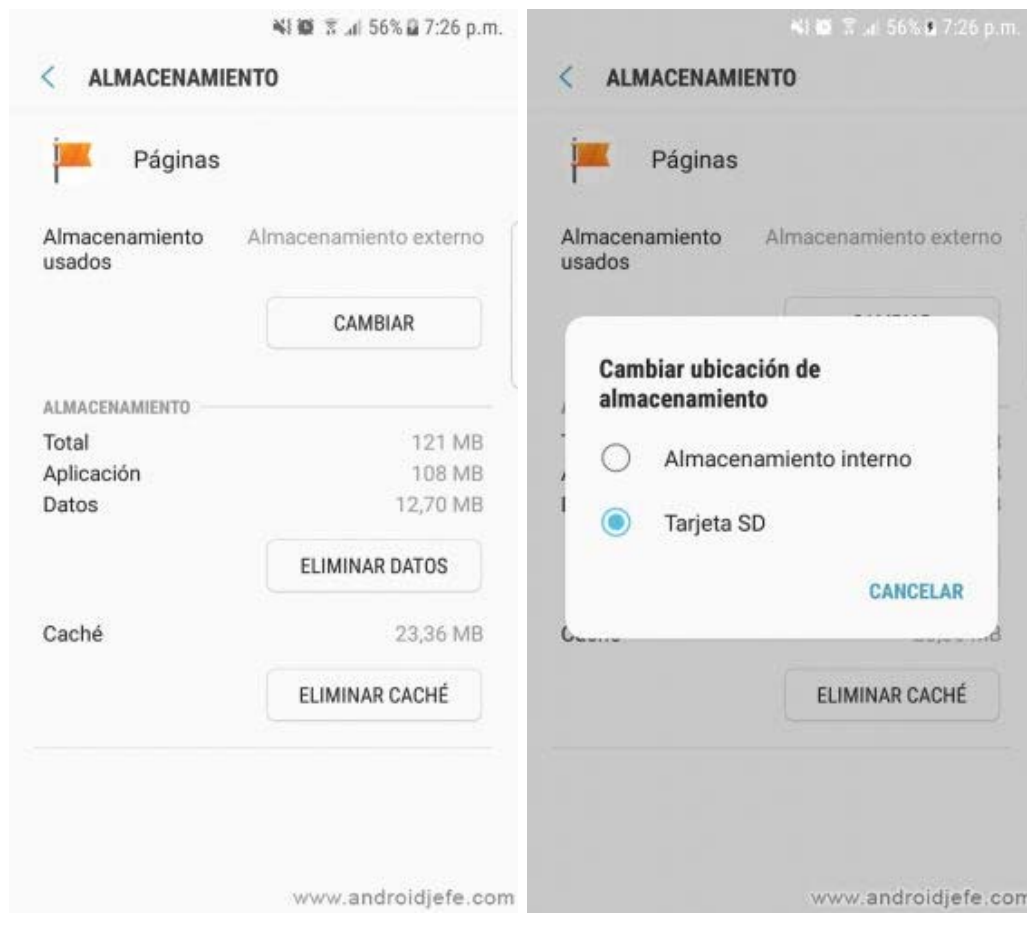 56% 7:26 p.m.
ALMACENAMIENTO
Páginas
Almacenamiento usados
Almacenamiento externo
CAMBIAR
ALMACENAMIENTO
Total 121 MB
Aplicación 108 MB
Datos 12,70 MB
ELIMINAR DATOS
Caché 23,36 MB
ELIMINAR CACHÉ
www.androidjefe.com
56% 7:26 p.m.
ALMACENAMIENTO
Páginas
Almacenamiento usados
Almacenamiento externo
Cambiar ubicación de
almacenamiento
Almacenamiento interno
Tarjeta SD
CANCELAR
ELIMINAR CACHÉ
www.androidjefe.com